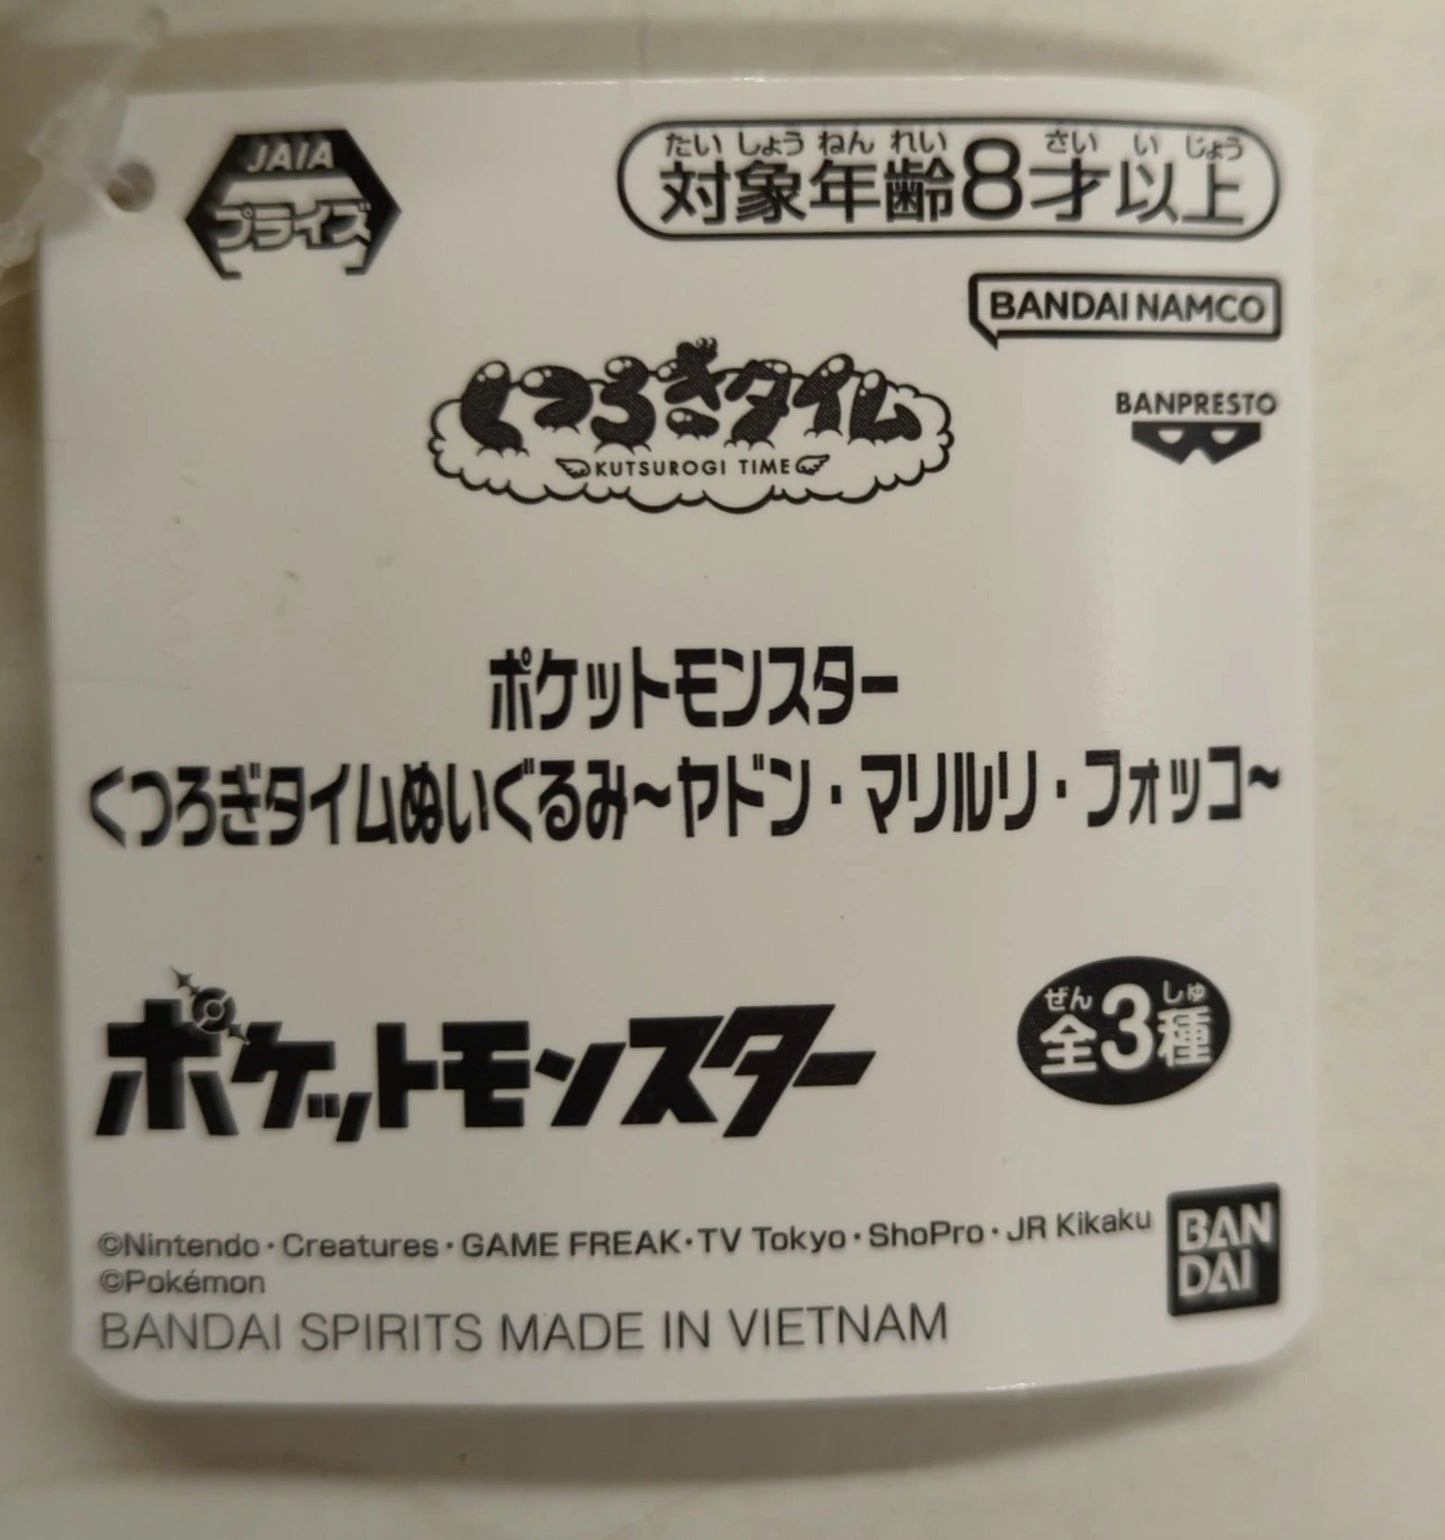 JAIA
プライズ
たいしょうねんれい さいいじょう
対象年齢8才以上
BANDAI NAMCO
BANPRESTO
くつろぎタイム
KUTSUROGI TIME
ポケットモンスター
くつろぎタイムぬいぐるみ～ヤドン・マリルリ・フォッコ～
ポケットモンスター
ぜん しゅ
全3種
©Nintendo・Creatures・GAME FREAK・TV Tokyo・ShoPro・JR Kikaku
©Pokémon
BANDAI SPIRITS MADE IN VIETNAM
BAN
DAI